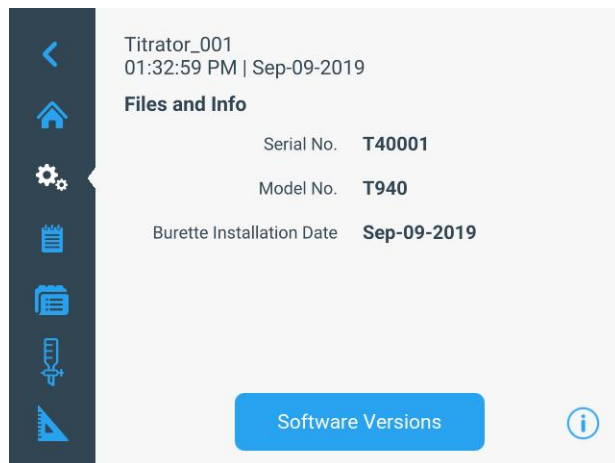 Titrator_001
01:32:59 PM | Sep-09-2019
Files and Info
Serial No. T40001
Model No. T940
Burette Installation Date Sep-09-2019
Software Versions